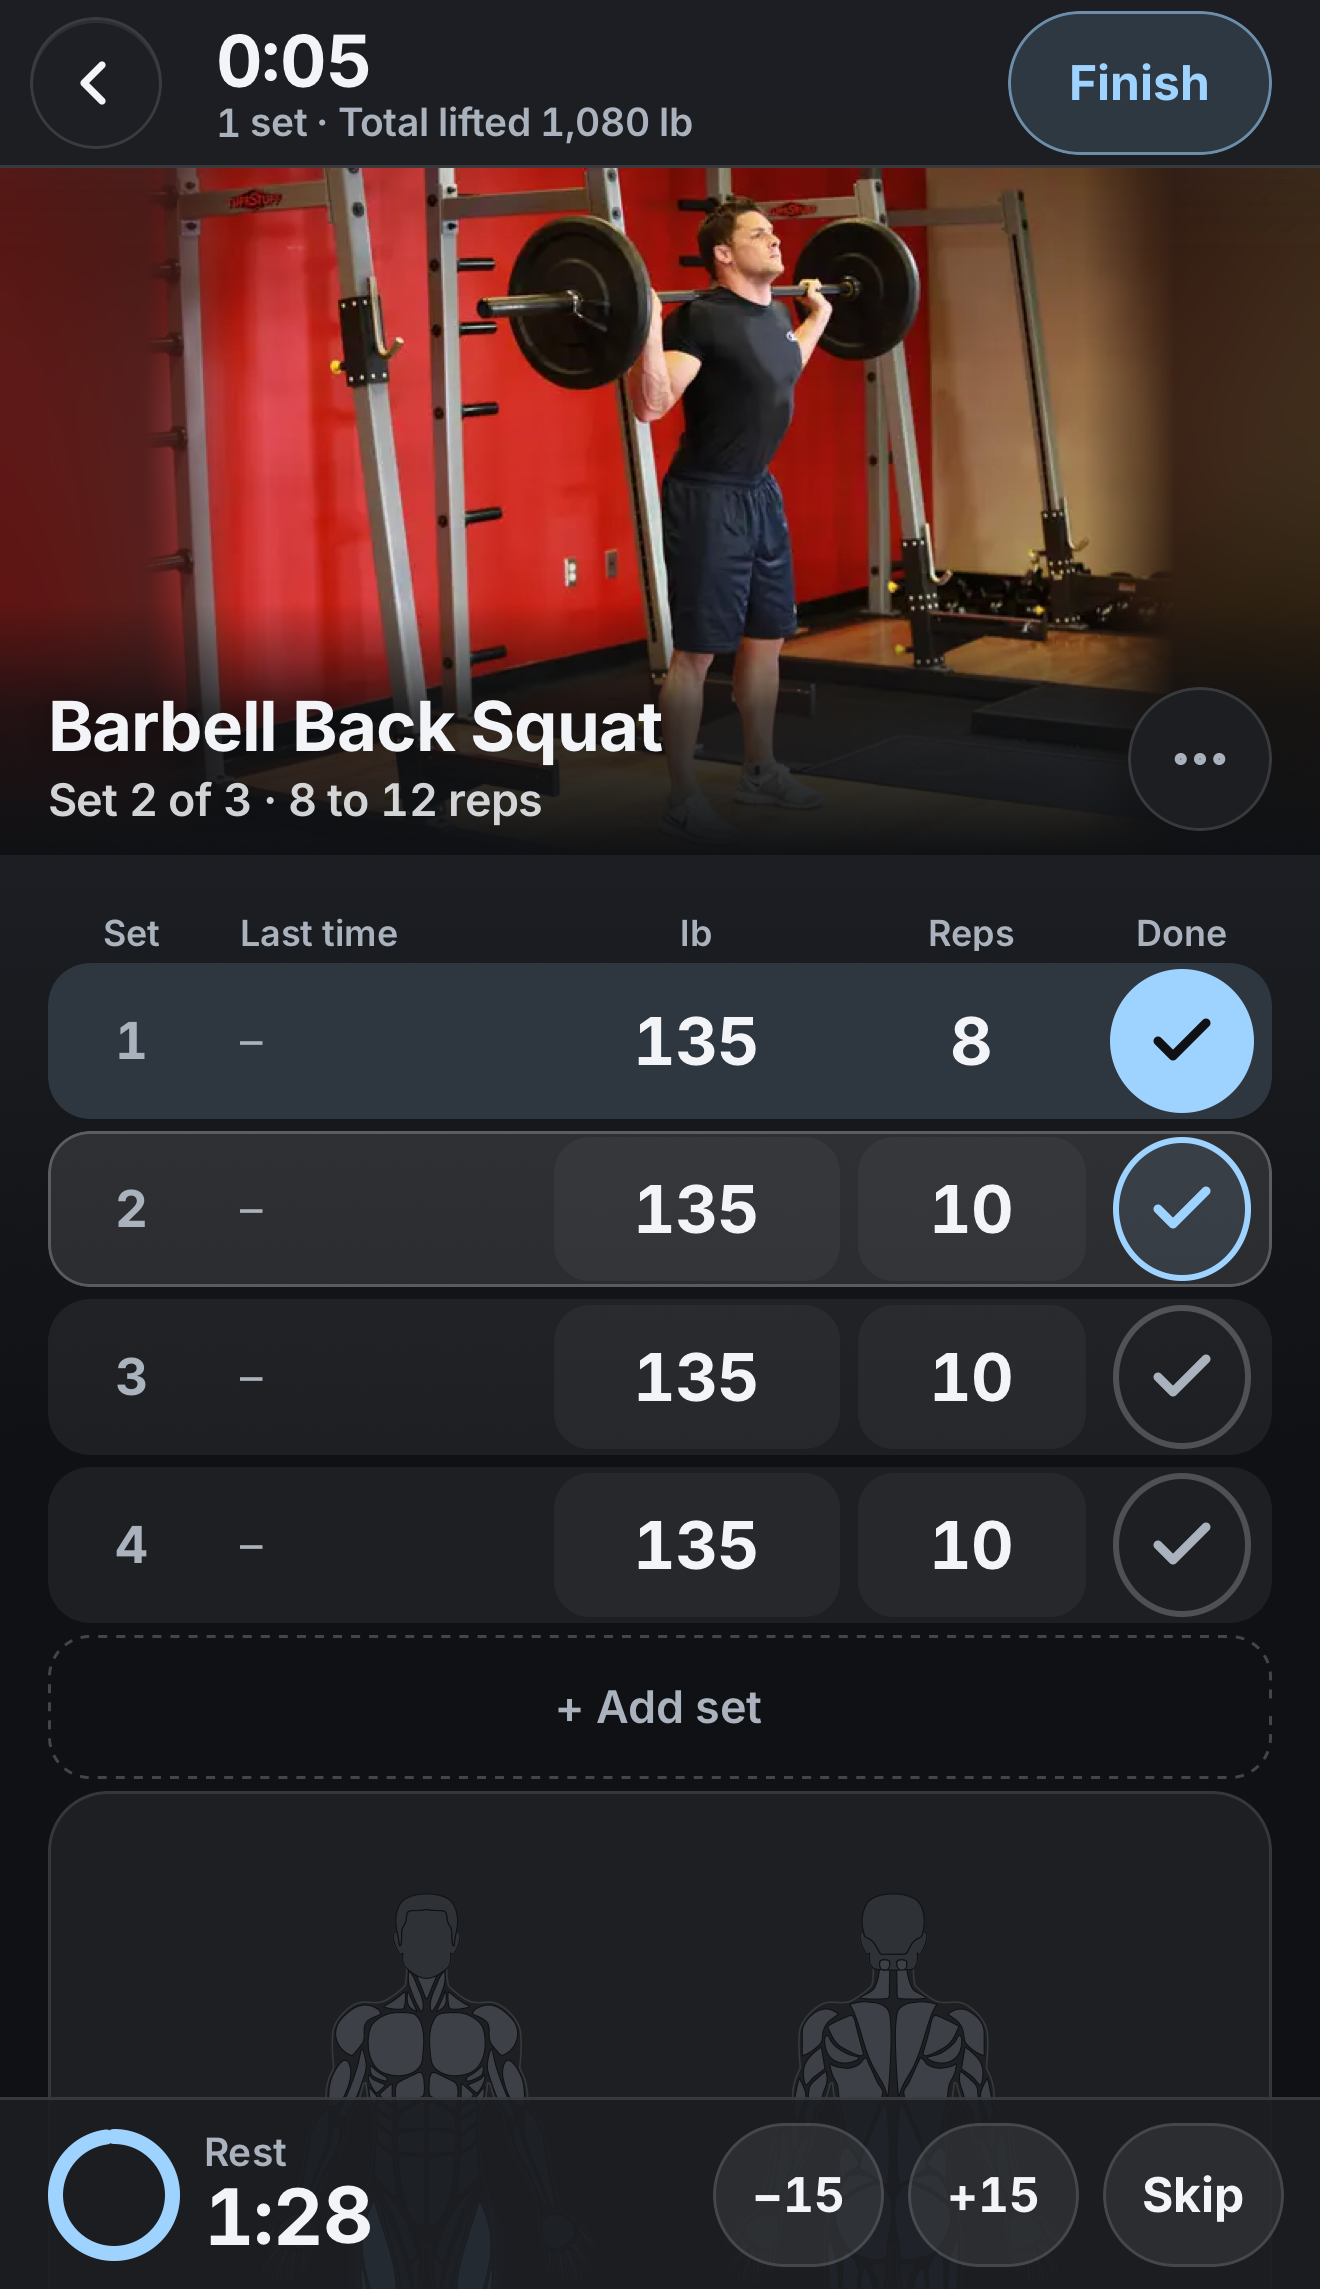 0:05
1 set · Total lifted 1,080 lb
Finish
Barbell Back Squat
Set 2 of 3 · 8 to 12 reps
Set Last time lb Reps Done
1 – 135 8
2 – 135 10
3 – 135 10
4 – 135 10
+ Add set
Rest
1:28
–15 +15 Skip